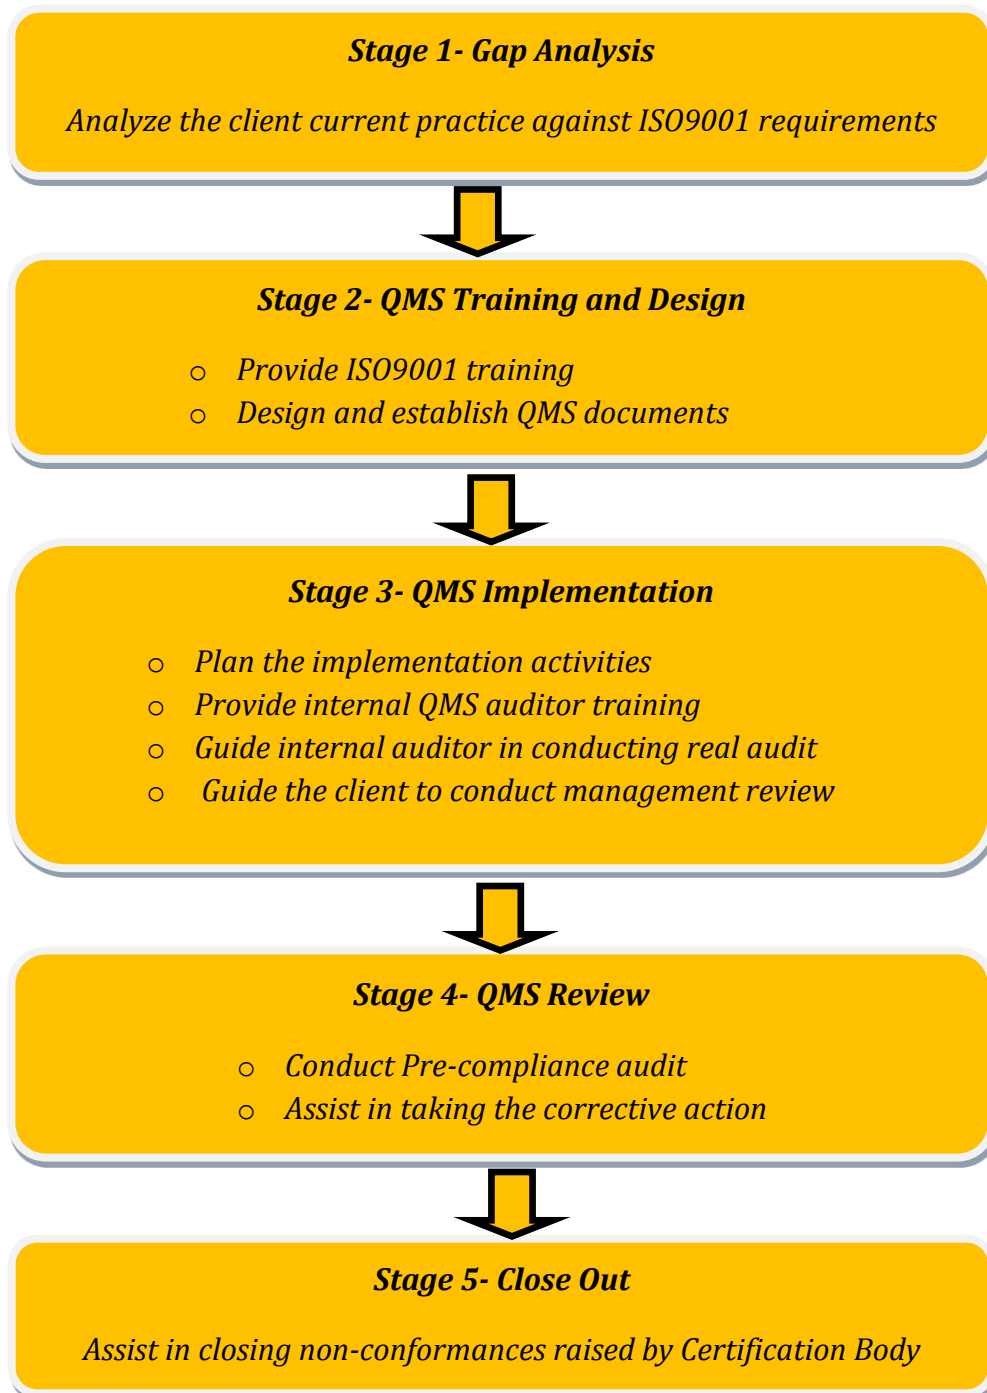 Stage 1- Gap Analysis
Analyze the client current practice against ISO9001 requirements
Stage 2- QMS Training and Design
o Provide ISO9001 training
o Design and establish QMS documents
Stage 3- QMS Implementation
o Plan the implementation activities
o Provide internal QMS auditor training
o Guide internal auditor in conducting real audit
o Guide the client to conduct management review
Stage 4- QMS Review
o Conduct Pre-compliance audit
o Assist in taking the corrective action
Stage 5- Close Out
Assist in closing non-conformances raised by Certification Body